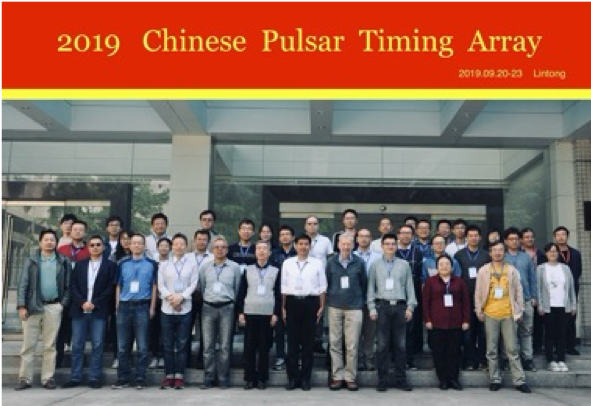 2019 Chinese Pulsar Timing Array
2019.09.20-23 Lintong